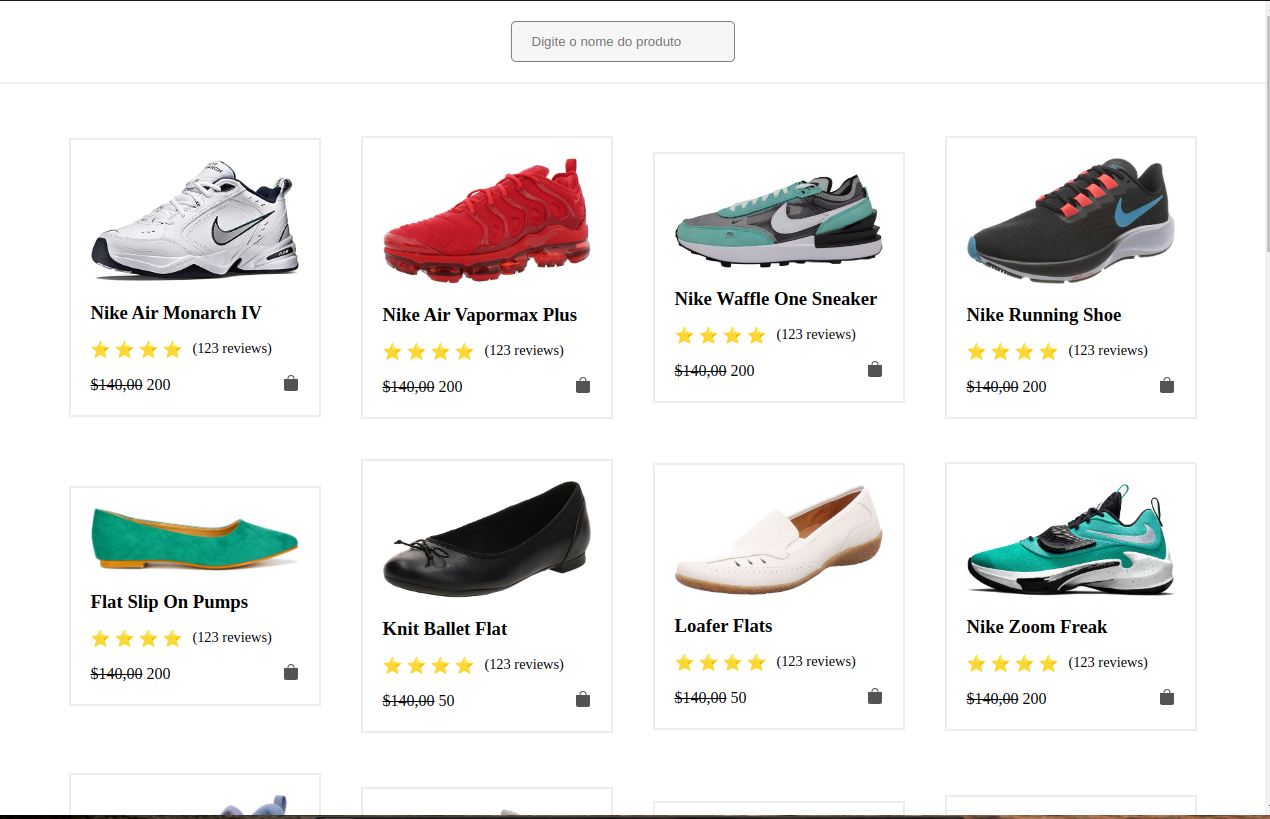 Digite o nome do produto
Nike Air Monarch IV
(123 reviews)
$140,00 200
Nike Air Vapormax Plus
(123 reviews)
$140,00 200
Nike Waffle One Sneaker
(123 reviews)
$140,00 200
Nike Running Shoe
(123 reviews)
$140,00 200
Flat Slip On Pumps
(123 reviews)
$140,00 200
Knit Ballet Flat
(123 reviews)
$140,00 50
Loafer Flats
(123 reviews)
$140,00 50
Nike Zoom Freak
(123 reviews)
$140,00 200